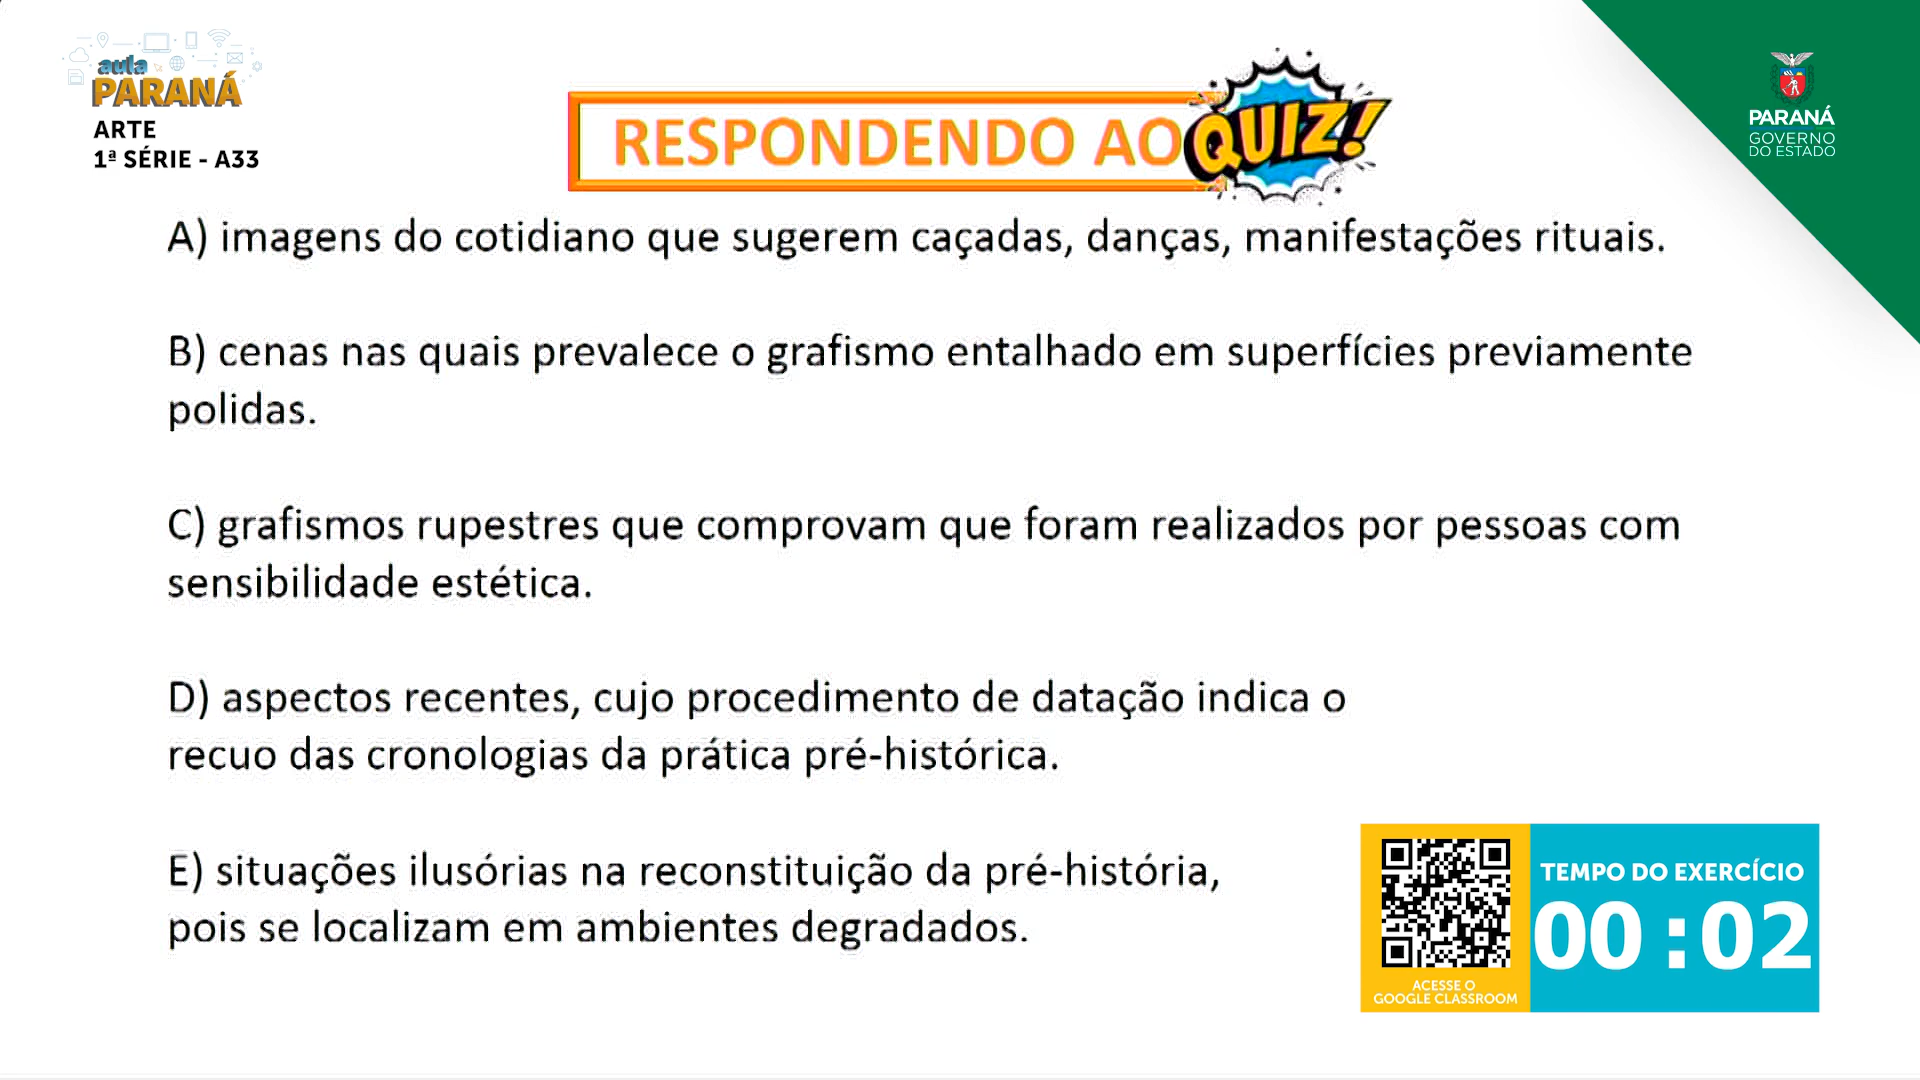 aula
PARANÁ
ARTE
1ª SÉRIE - A33
RESPONDENDO AO QUIZ!
PARANÁ
GOVERNO
DO ESTADO
A) imagens do cotidiano que sugerem caçadas, danças, manifestações rituais.
B) cenas nas quais prevalece o grafismo entalhado em superfícies previamente
polidas.
C) grafismos rupestres que comprovam que foram realizados por pessoas com
sensibilidade estética.
D) aspectos recentes, cujo procedimento de datação indica o
recuo das cronologias da prática pré-histórica.
E) situações ilusórias na reconstituição da pré-história,
pois se localizam em ambientes degradados.
TEMPO DO EXERCÍCIO
00:02
ACESSE O
GOOGLE CLASSROOM